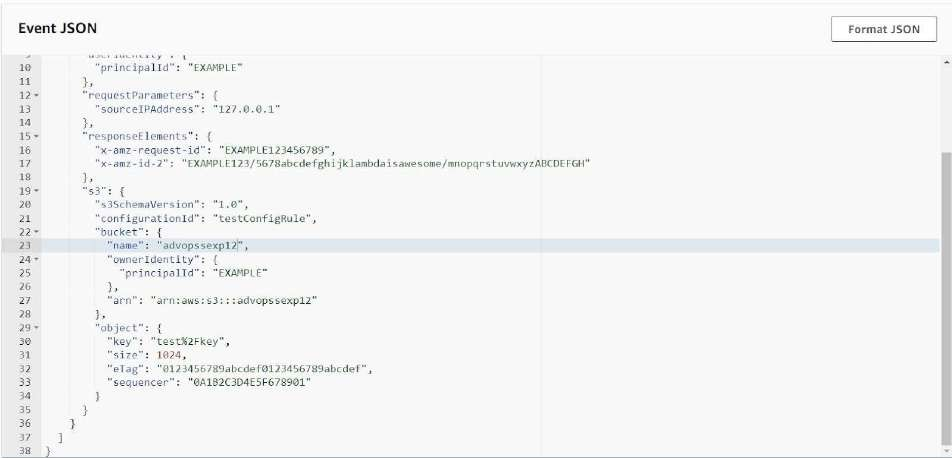 Event JSON
Format JSON
9 "userIdentity": {
10 "principalId": "EXAMPLE"
11 },
12 "requestParameters": {
13 "sourceIPAddress": "127.0.0.1"
14 },
15 "responseElements": {
16 "x-amz-request-id": "EXAMPLE123456789",
17 "x-amz-id-2": "EXAMPLE123/5678abcdefghijklambdaisawesome/mnopqrstuvwxyzABCDEFGH"
18 },
19 "s3": {
20 "s3SchemaVersion": "1.0",
21 "configurationId": "testConfigRule",
22 "bucket": {
23 "name": "advopssexp12",
24 "ownerIdentity": {
25 "principalId": "EXAMPLE"
26 },
27 "arn": "arn:aws:s3:::advopssexp12"
28 },
29 "object": {
30 "key": "test%2Fkey",
31 "size": 1024,
32 "eTag": "0123456789abcdef0123456789abcdef",
33 "sequencer": "0A1B2C3D4E5F678901"
34 }
35 }
36 }
37 ]
38 }